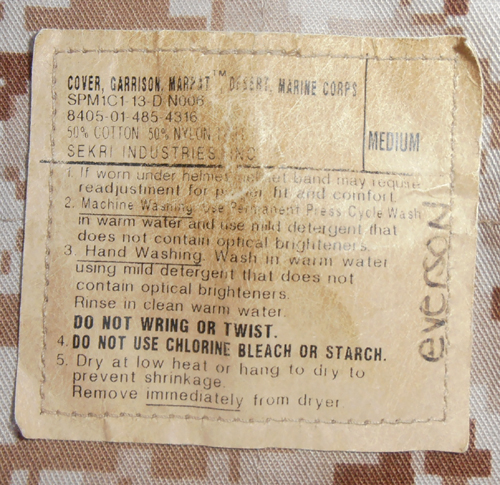 COVER, GARRISON, MARPAT™ DESERT, MARINE CORPS
SPM1C1-13-D N006
8405-01-485-4316
50% COTTON 50% NYLON
SEKRI INDUSTRIES INC
MEDIUM
1. If worn under helmet band may require
readjustment for fit and comfort
2. Machine Washing: Use Permanent Press Cycle Wash
in warm water and use mild detergent that
does not contain optical brighteners.
3. Hand Washing. Wash in warm water
using mild detergent that does not
contain optical brighteners.
Rinse in clean warm water.
DO NOT WRING OR TWIST.
4. DO NOT USE CHLORINE BLEACH OR STARCH.
5. Dry at low heat or hang to dry to
prevent shrinkage.
Remove immediately from dryer
everson